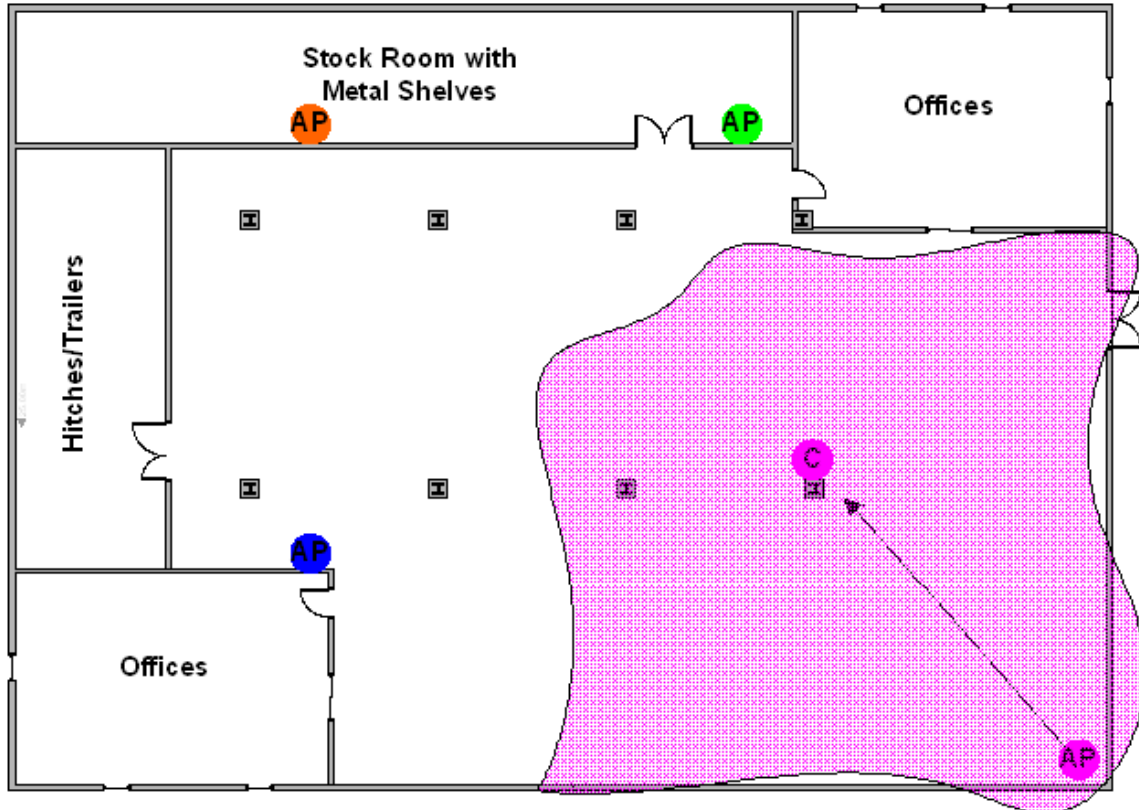 Stock Room with
Metal Shelves
Offices
AP
AP
Hitches/Trailers
C
AP
Offices
AP